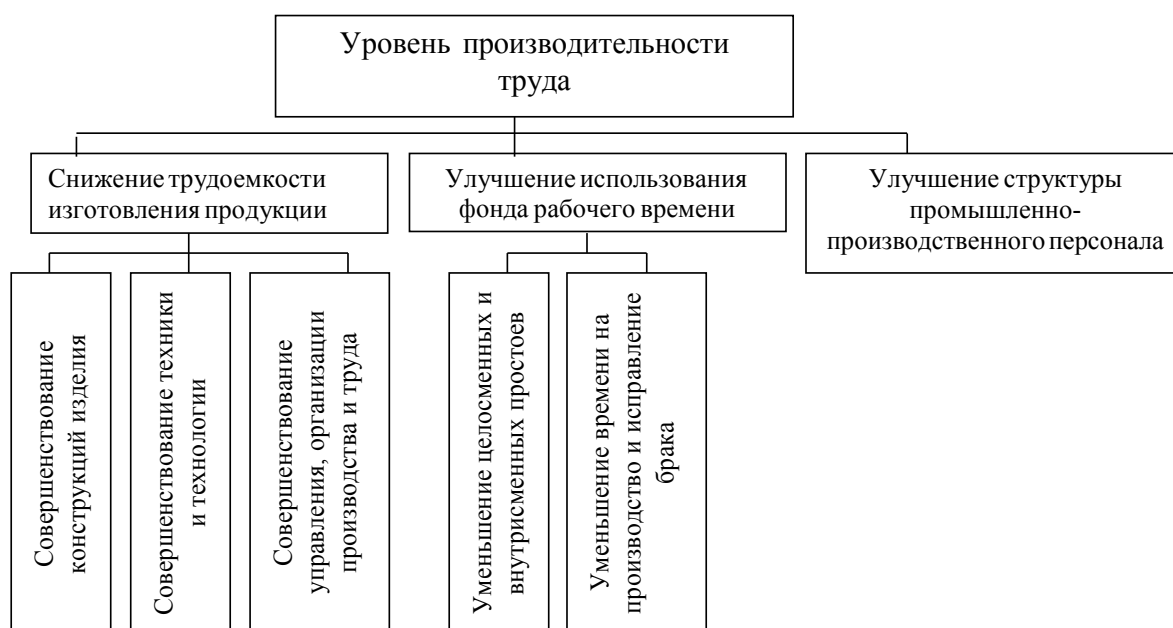 Уровень производительности
труда
Снижение трудоемкости
изготовления продукции
Улучшение использования
фонда рабочего времени
Улучшение структуры
промышленно-
производственного персонала
Совершенствование
конструкций изделия
Совершенствование техники
и технологии
Совершенствование
управления, организации
производства и труда
Уменьшение целосменных и
внутрисменных простоев
Уменьшение времени на
производство и исправление
брака